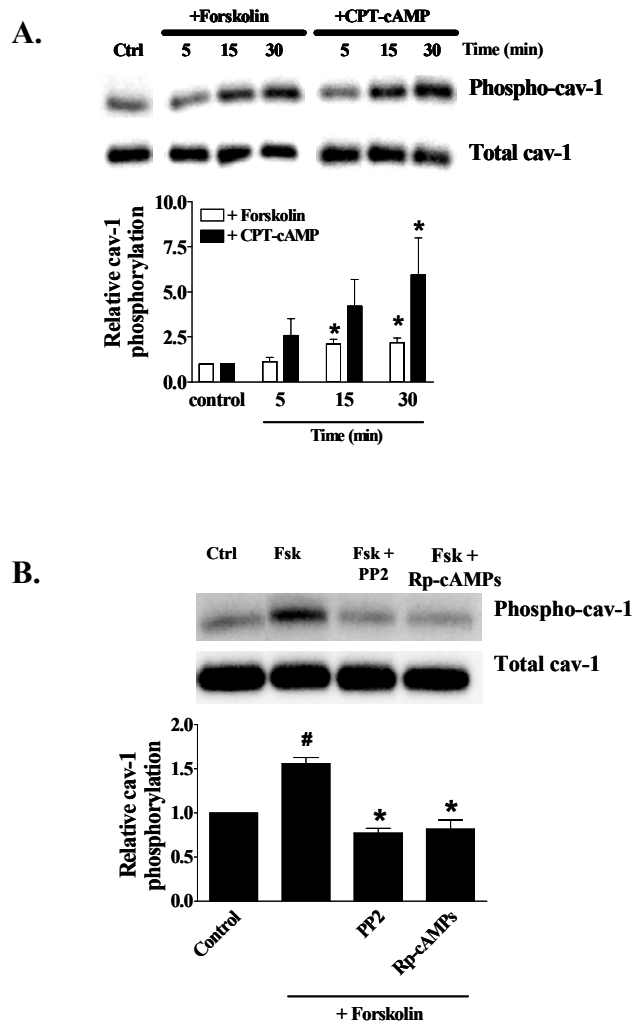 A.
+Forskolin +CPT-cAMP
Ctrl 5 15 30 5 15 30 Time (min)
Phospho-cav-1
Total cav-1
Relative cav-1
phosphorylation
10.0
7.5
5.0
2.5
0.0
+ Forskolin
+ CPT-cAMP
* * *
control 5 15 30
Time (min)
B.
Ctrl Fsk Fsk + PP2 Fsk + Rp-cAMPs
Phospho-cav-1
Total cav-1
Relative cav-1
phosphorylation
2.0
1.5
1.0
0.5
0.0
# * *
Control PP2 Rp-cAMPs
+ Forskolin